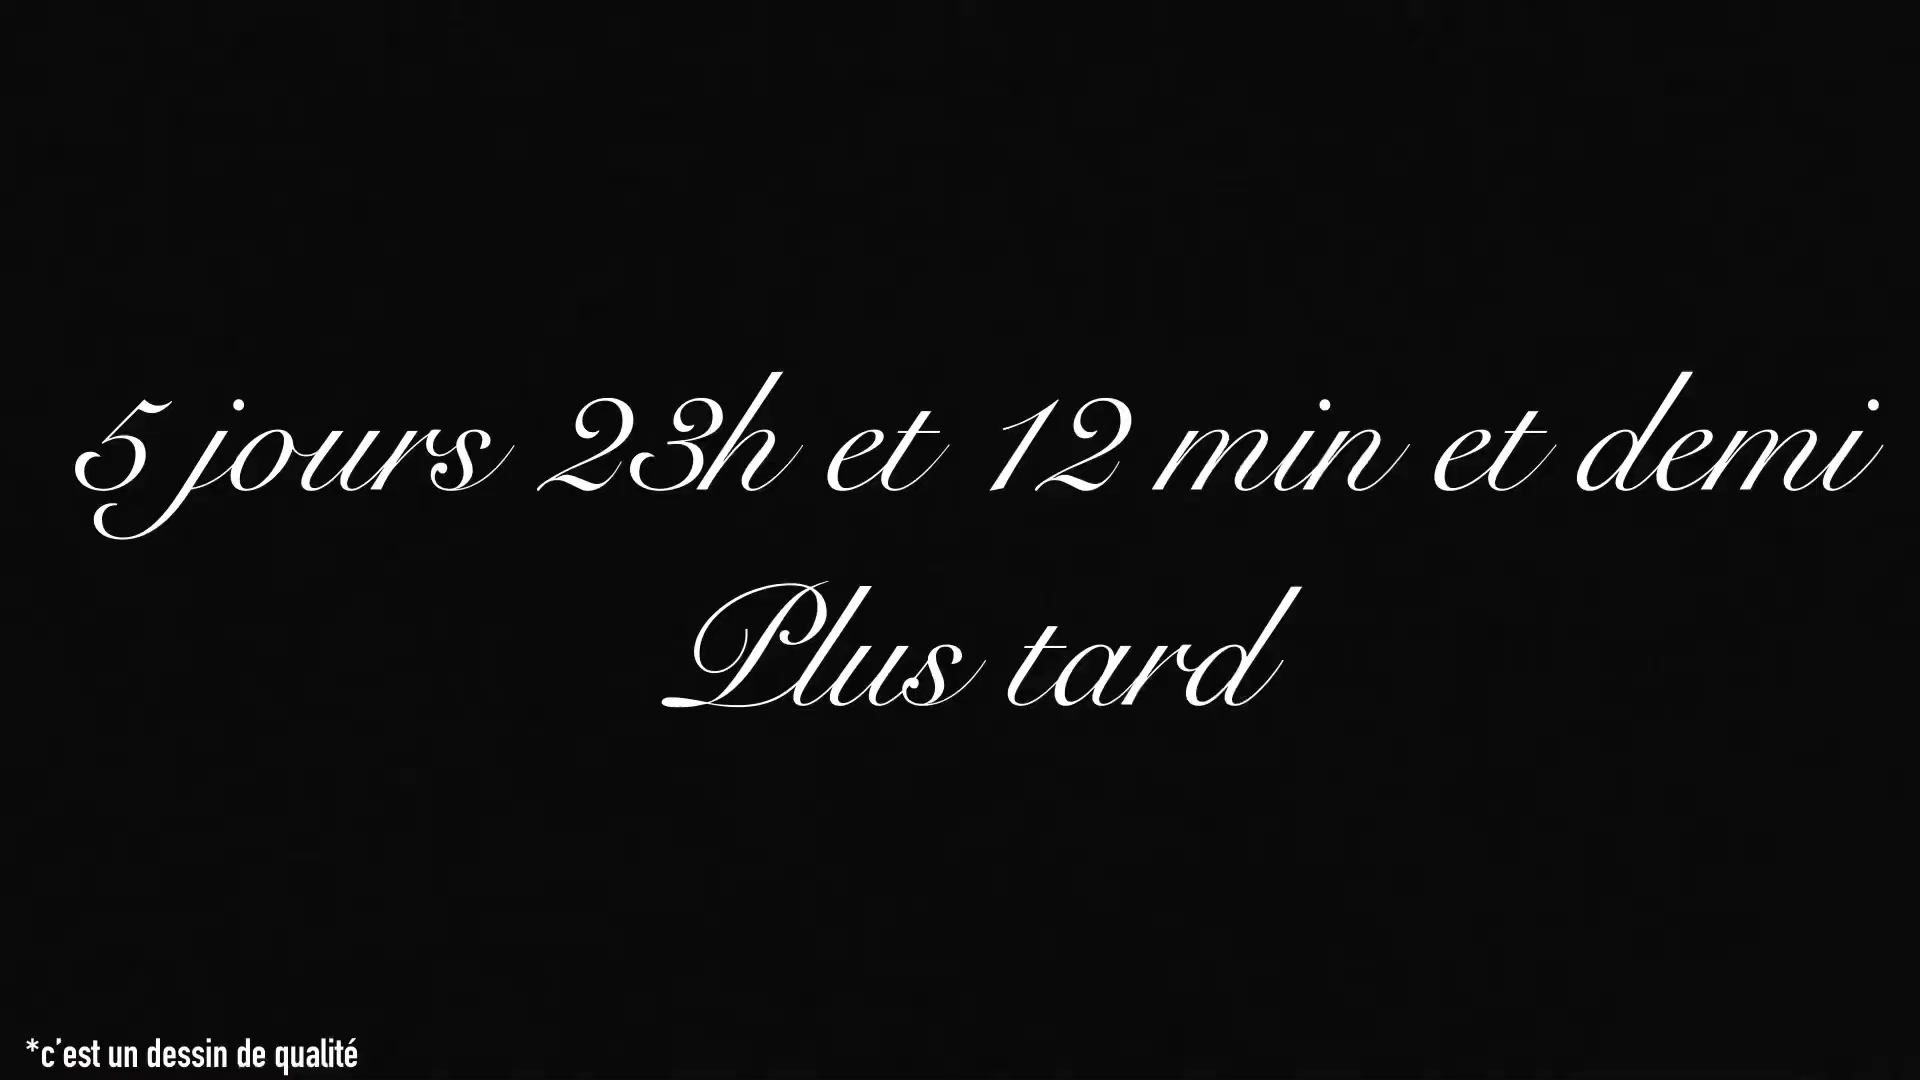 5 jours 23h et 12 min et demi
Plus tard
*c'est un dessin de qualité